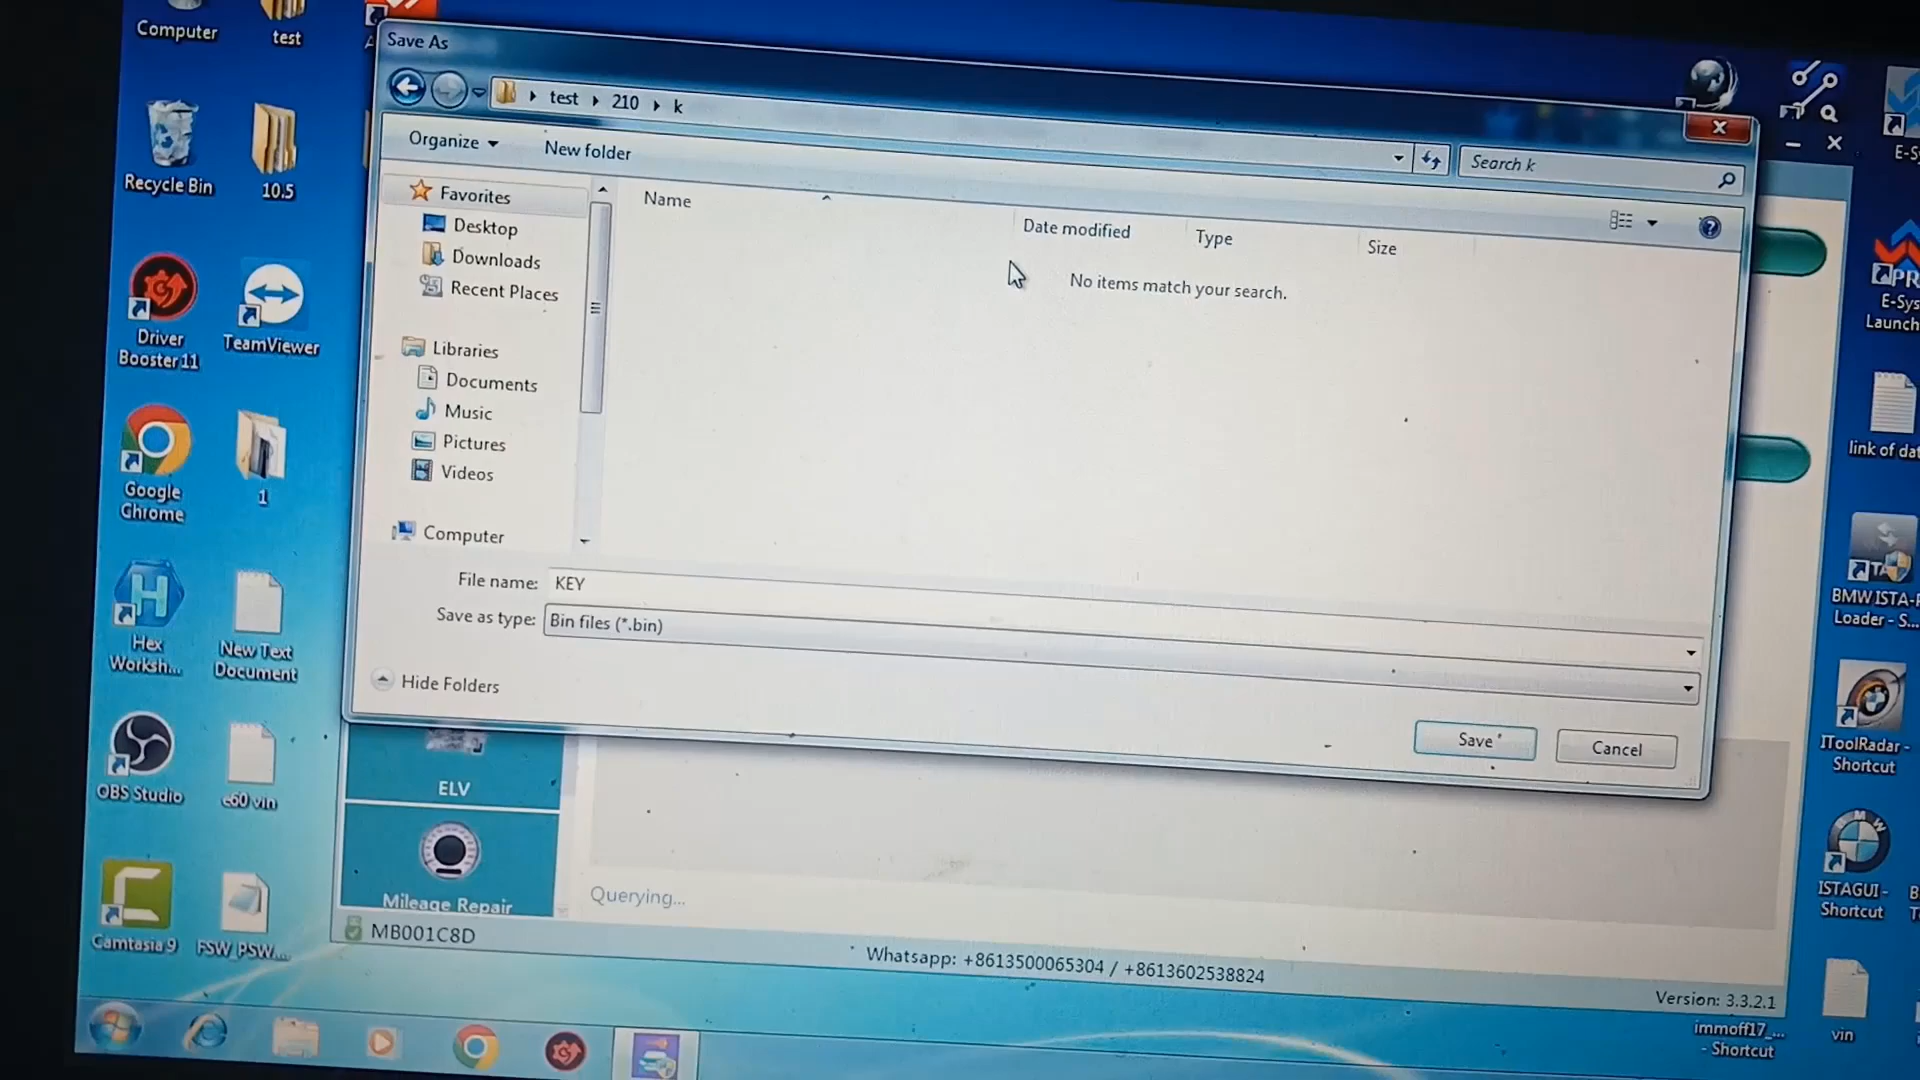 Computer
test
Recycle Bin
10.5
Driver
Booster 11
TeamViewer
Google
Chrome
1
Hex
Worksh...
New Text
Document
OBS Studio
e60 vin
Camtasia 9
FSW_PSW....
Save As
test
210
k
Organize
New folder
Search k
Favorites
Desktop
Downloads
Recent Places
Libraries
Documents
Music
Pictures
Videos
Computer
Name
Date modified
Type
Size
No items match your search.
File name:
KEY
Save as type:
Bin files (*.bin)
Hide Folders
Save
Cancel
ELV
Mileage Repair
Querying...
MB001C8D
Whatsapp: +8613500065304 / +8613602538824
Version: 3.3.2.1
E-Sys
Launch
link of dat
BMW ISTA-P
Loader - S...
IToolRadar -
Shortcut
ISTAGUI -
Shortcut
immoff17_...
- Shortcut
vin